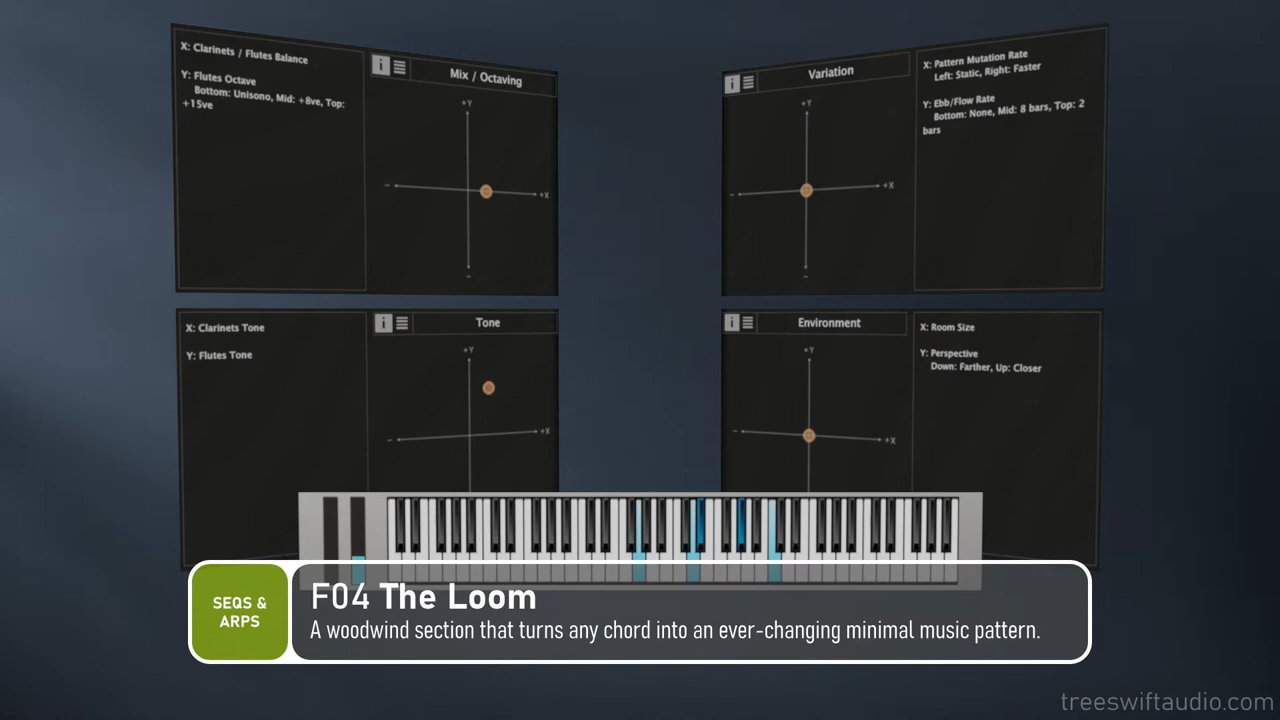 X: Clarinets / Flutes Balance
Y: Flutes Octave
Bottom: Unisono, Mid: +8ve, Top:
+15ve
i
Mix / Octaving
+Y
-
+X
-
i
Variation
+Y
-
+X
-
X: Pattern Mutation Rate
Left: Static, Right: Faster
Y: Ebb/Flow Rate
Bottom: None, Mid: 8 bars, Top: 2
bars
X: Clarinets Tone
Y: Flutes Tone
i
Tone
+Y
-
+X
i
Environment
+Y
-
+X
X: Room Size
Y: Perspective
Down: Farther, Up: Closer
SEQS &
ARPS
F04 The Loom
A woodwind section that turns any chord into an ever-changing minimal music pattern.
treeswiftaudio.com